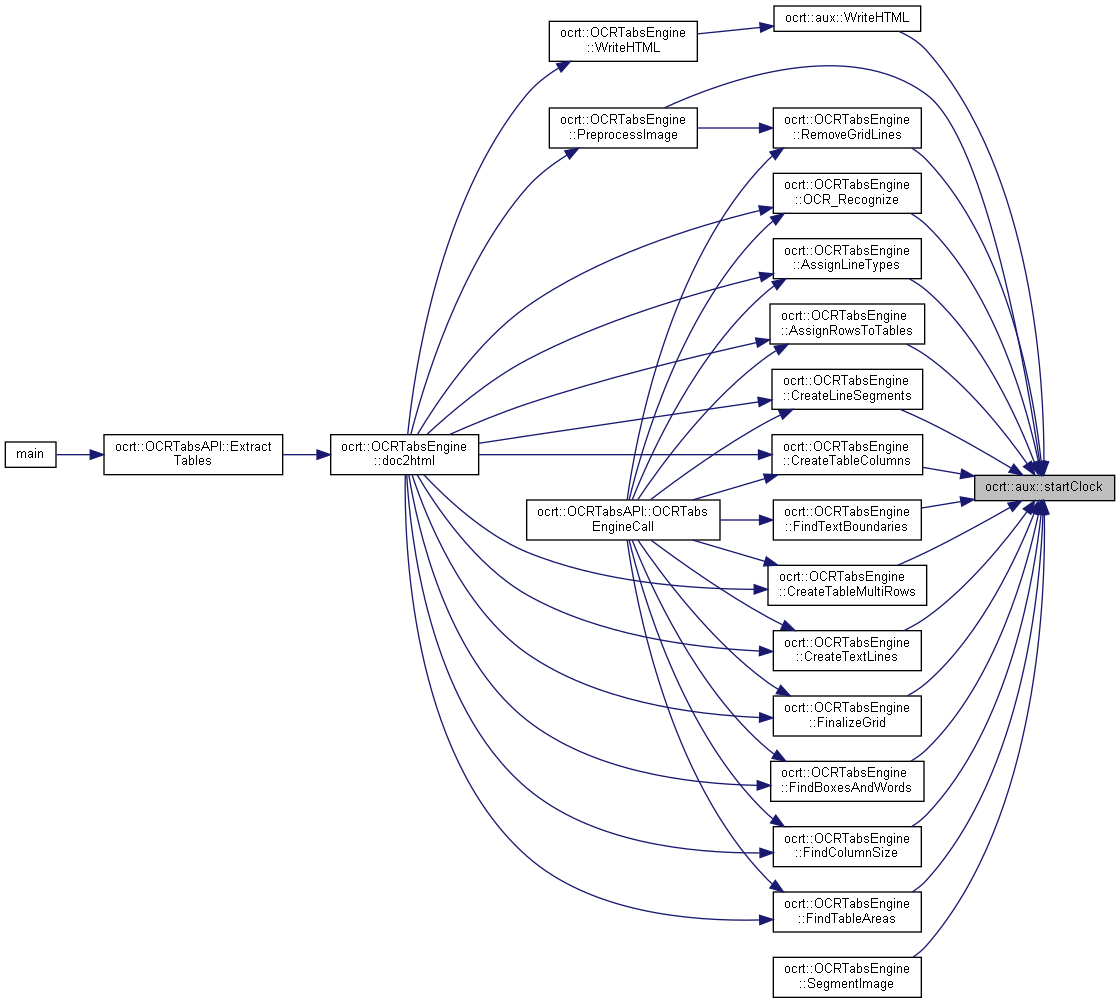 ocrt::aux::WriteHTML
ocrt::OCRTabsEngine
::WriteHTML
ocrt::OCRTabsEngine
::PreprocessImage
ocrt::OCRTabsEngine
::RemoveGridLines
ocrt::OCRTabsEngine
::OCR_Recognize
ocrt::OCRTabsEngine
::AssignLineTypes
ocrt::OCRTabsEngine
::AssignRowsToTables
ocrt::OCRTabsEngine
::CreateLineSegments
main
ocrt::OCRTabsAPI::Extract
Tables
ocrt::OCRTabsEngine
::doc2html
ocrt::OCRTabsEngine
::CreateTableColumns
ocrt::aux::startClock
ocrt::OCRTabsAPI::OCRTabs
EngineCall
ocrt::OCRTabsEngine
::FindTextBoundaries
ocrt::OCRTabsEngine
::CreateTableMultiRows
ocrt::OCRTabsEngine
::CreateTextLines
ocrt::OCRTabsEngine
::FinalizeGrid
ocrt::OCRTabsEngine
::FindBoxesAndWords
ocrt::OCRTabsEngine
::FindColumnSize
ocrt::OCRTabsEngine
::FindTableAreas
ocrt::OCRTabsEngine
::SegmentImage